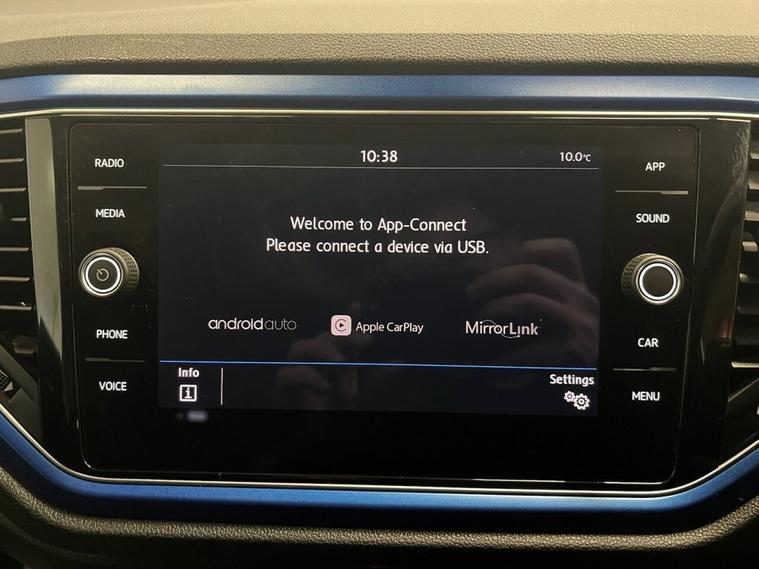 RADIO
MEDIA
PHONE
VOICE
10:38
10.0°C
Welcome to App-Connect
Please connect a device via USB.
androidauto
Apple CarPlay
MirrorLink
Info
i
Settings
APP
SOUND
CAR
MENU